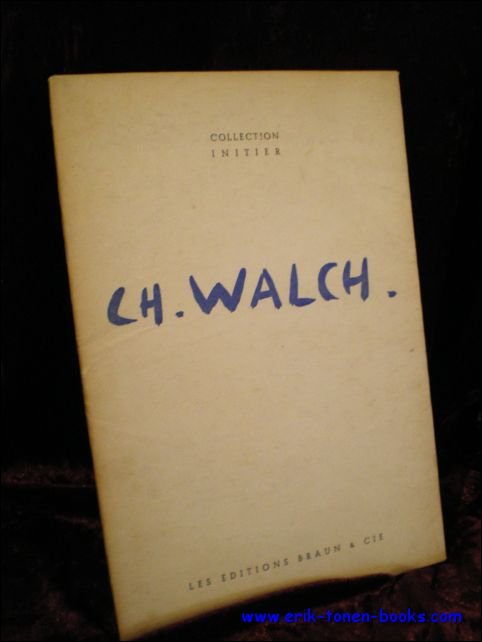 COLLECTION
INITIER
CH. WALCH.
LES EDITIONS BRAUN & CIE
www.erik-tonen-books.com